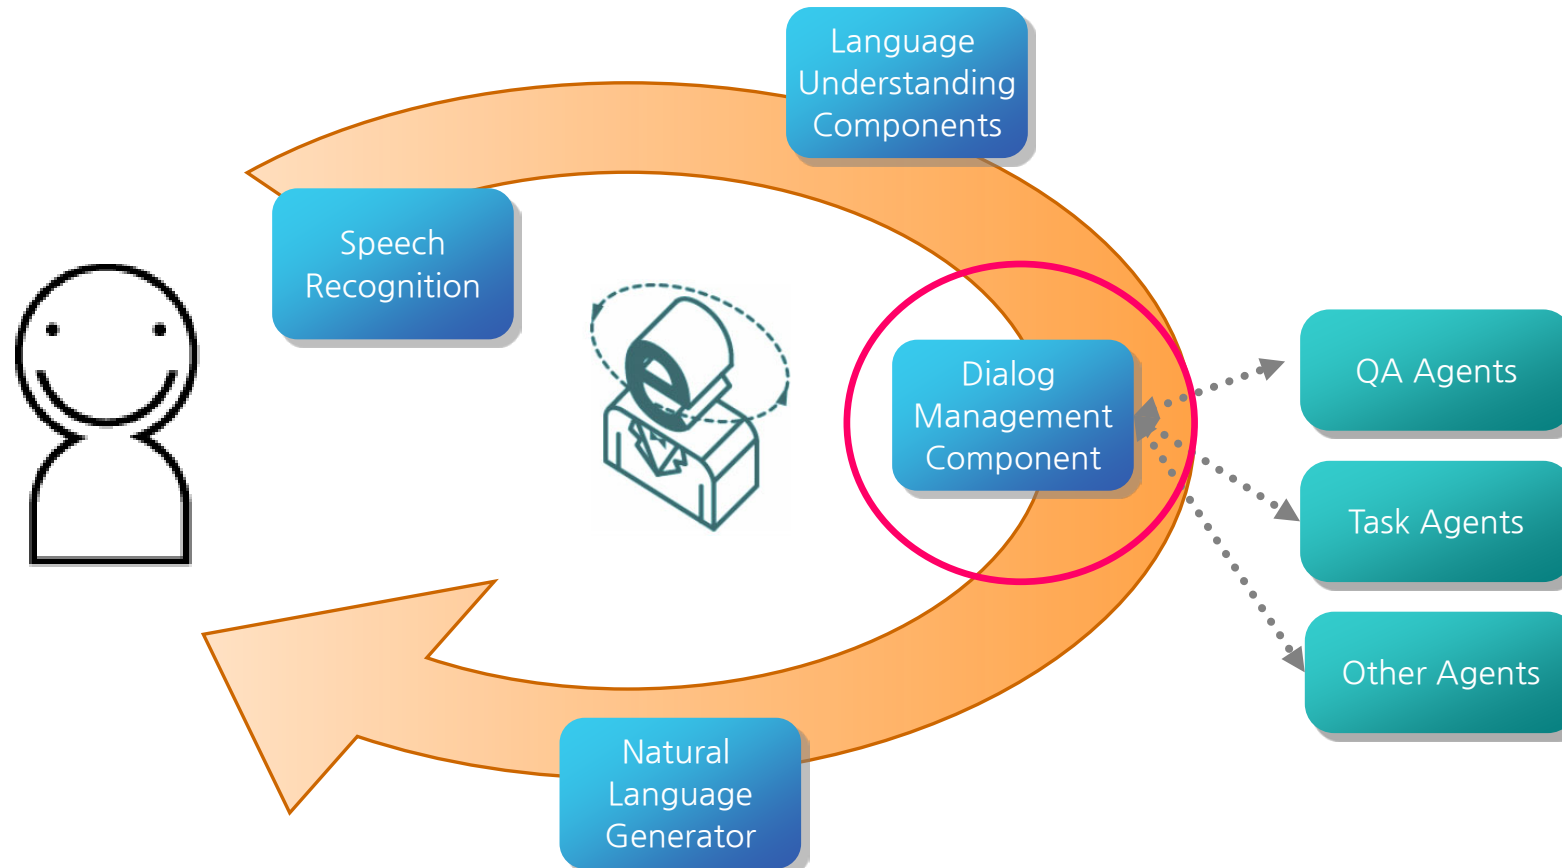 Language
Understanding
Components
Speech
Recognition
Dialog
Management
Component
QA Agents
Task Agents
Other Agents
Natural
Language
Generator